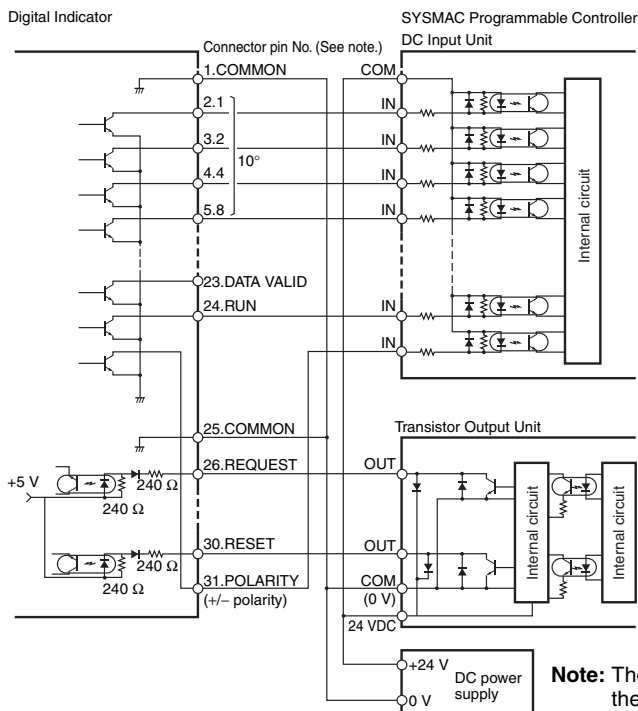 Digital Indicator
SYSMAC Programmable Controller
DC Input Unit
Connector pin No. (See note.)
1.COMMON
COM
2.1
IN
3.2
IN
10°
4.4
IN
5.8
IN
Internal circuit
23.DATA VALID
24.RUN
IN
IN
25.COMMON
Transistor Output Unit
26.REQUEST
OUT
+5 V
240 Ω
240 Ω
Internal circuit
Internal circuit
30.RESET
OUT
240 Ω
31.POLARITY
(+/− polarity)
COM
(0 V)
240 Ω
24 VDC
+24 V
DC power
supply
0 V
Note: The
the